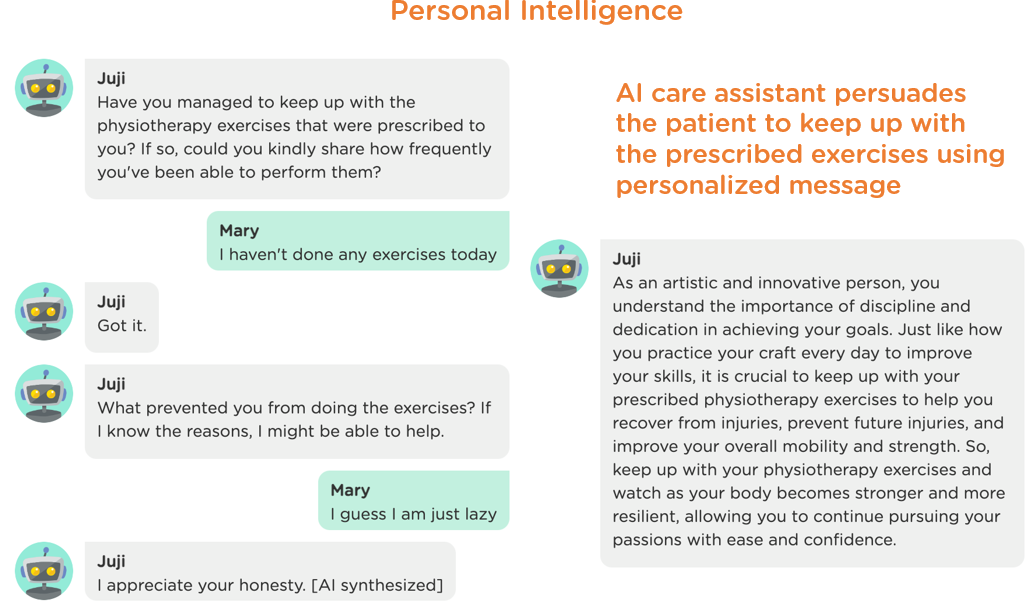 Personal Intelligence
Juji
Have you managed to keep up with the
physiotherapy exercises that were prescribed to
you? If so, could you kindly share how frequently
you've been able to perform them?
Mary
I haven't done any exercises today
Juji
Got it.
Juji
What prevented you from doing the exercises? If
I know the reasons, I might be able to help.
Mary
I guess I am just lazy
Juji
I appreciate your honesty. [AI synthesized]
AI care assistant persuades
the patient to keep up with
the prescribed exercises using
personalized message
Juji
As an artistic and innovative person, you
understand the importance of discipline and
dedication in achieving your goals. Just like how
you practice your craft every day to improve
your skills, it is crucial to keep up with your
prescribed physiotherapy exercises to help you
recover from injuries, prevent future injuries, and
improve your overall mobility and strength. So,
keep up with your physiotherapy exercises and
watch as your body becomes stronger and more
resilient, allowing you to continue pursuing your
passions with ease and confidence.